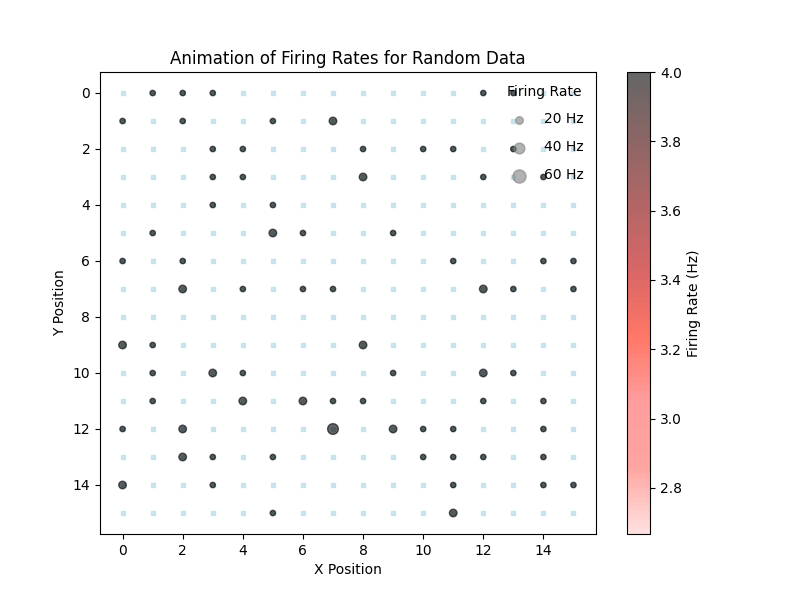 Animation of Firing Rates for Random Data
Firing Rate
20 Hz
40 Hz
60 Hz
0
2
4
6
8
10
12
14
Y Position
0 2 4 6 8 10 12 14
X Position
4.0
3.8
3.6
3.4
3.2
3.0
2.8
Firing Rate (Hz)